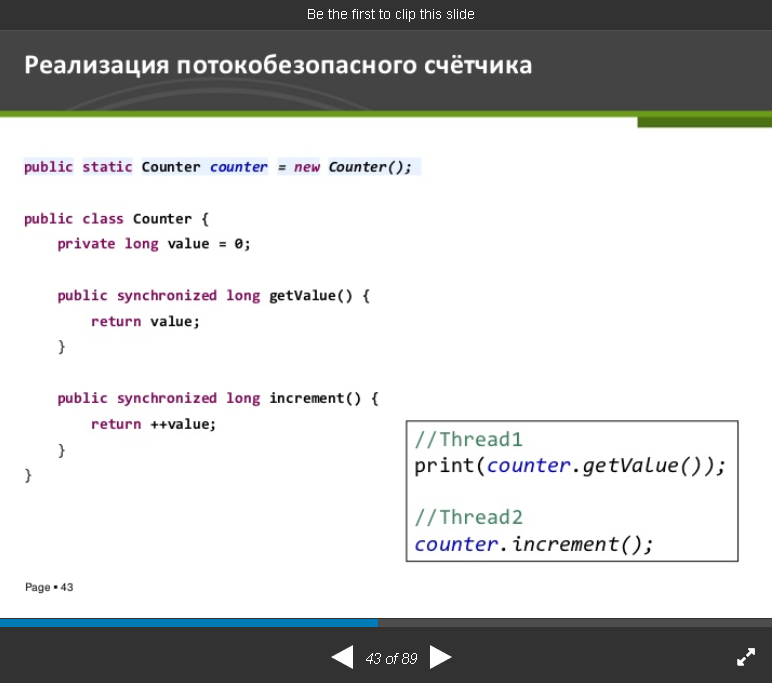 Be the first to clip this slide
Реализация потокобезопасного счётчика
public static Counter counter = new Counter();
public class Counter {
private long value = 0;
public synchronized long getValue() {
return value;
}
public synchronized long increment() {
return ++value;
}
}
//Thread1
print(counter.getValue());
//Thread2
counter.increment();
Page ▪ 43
43 of 89